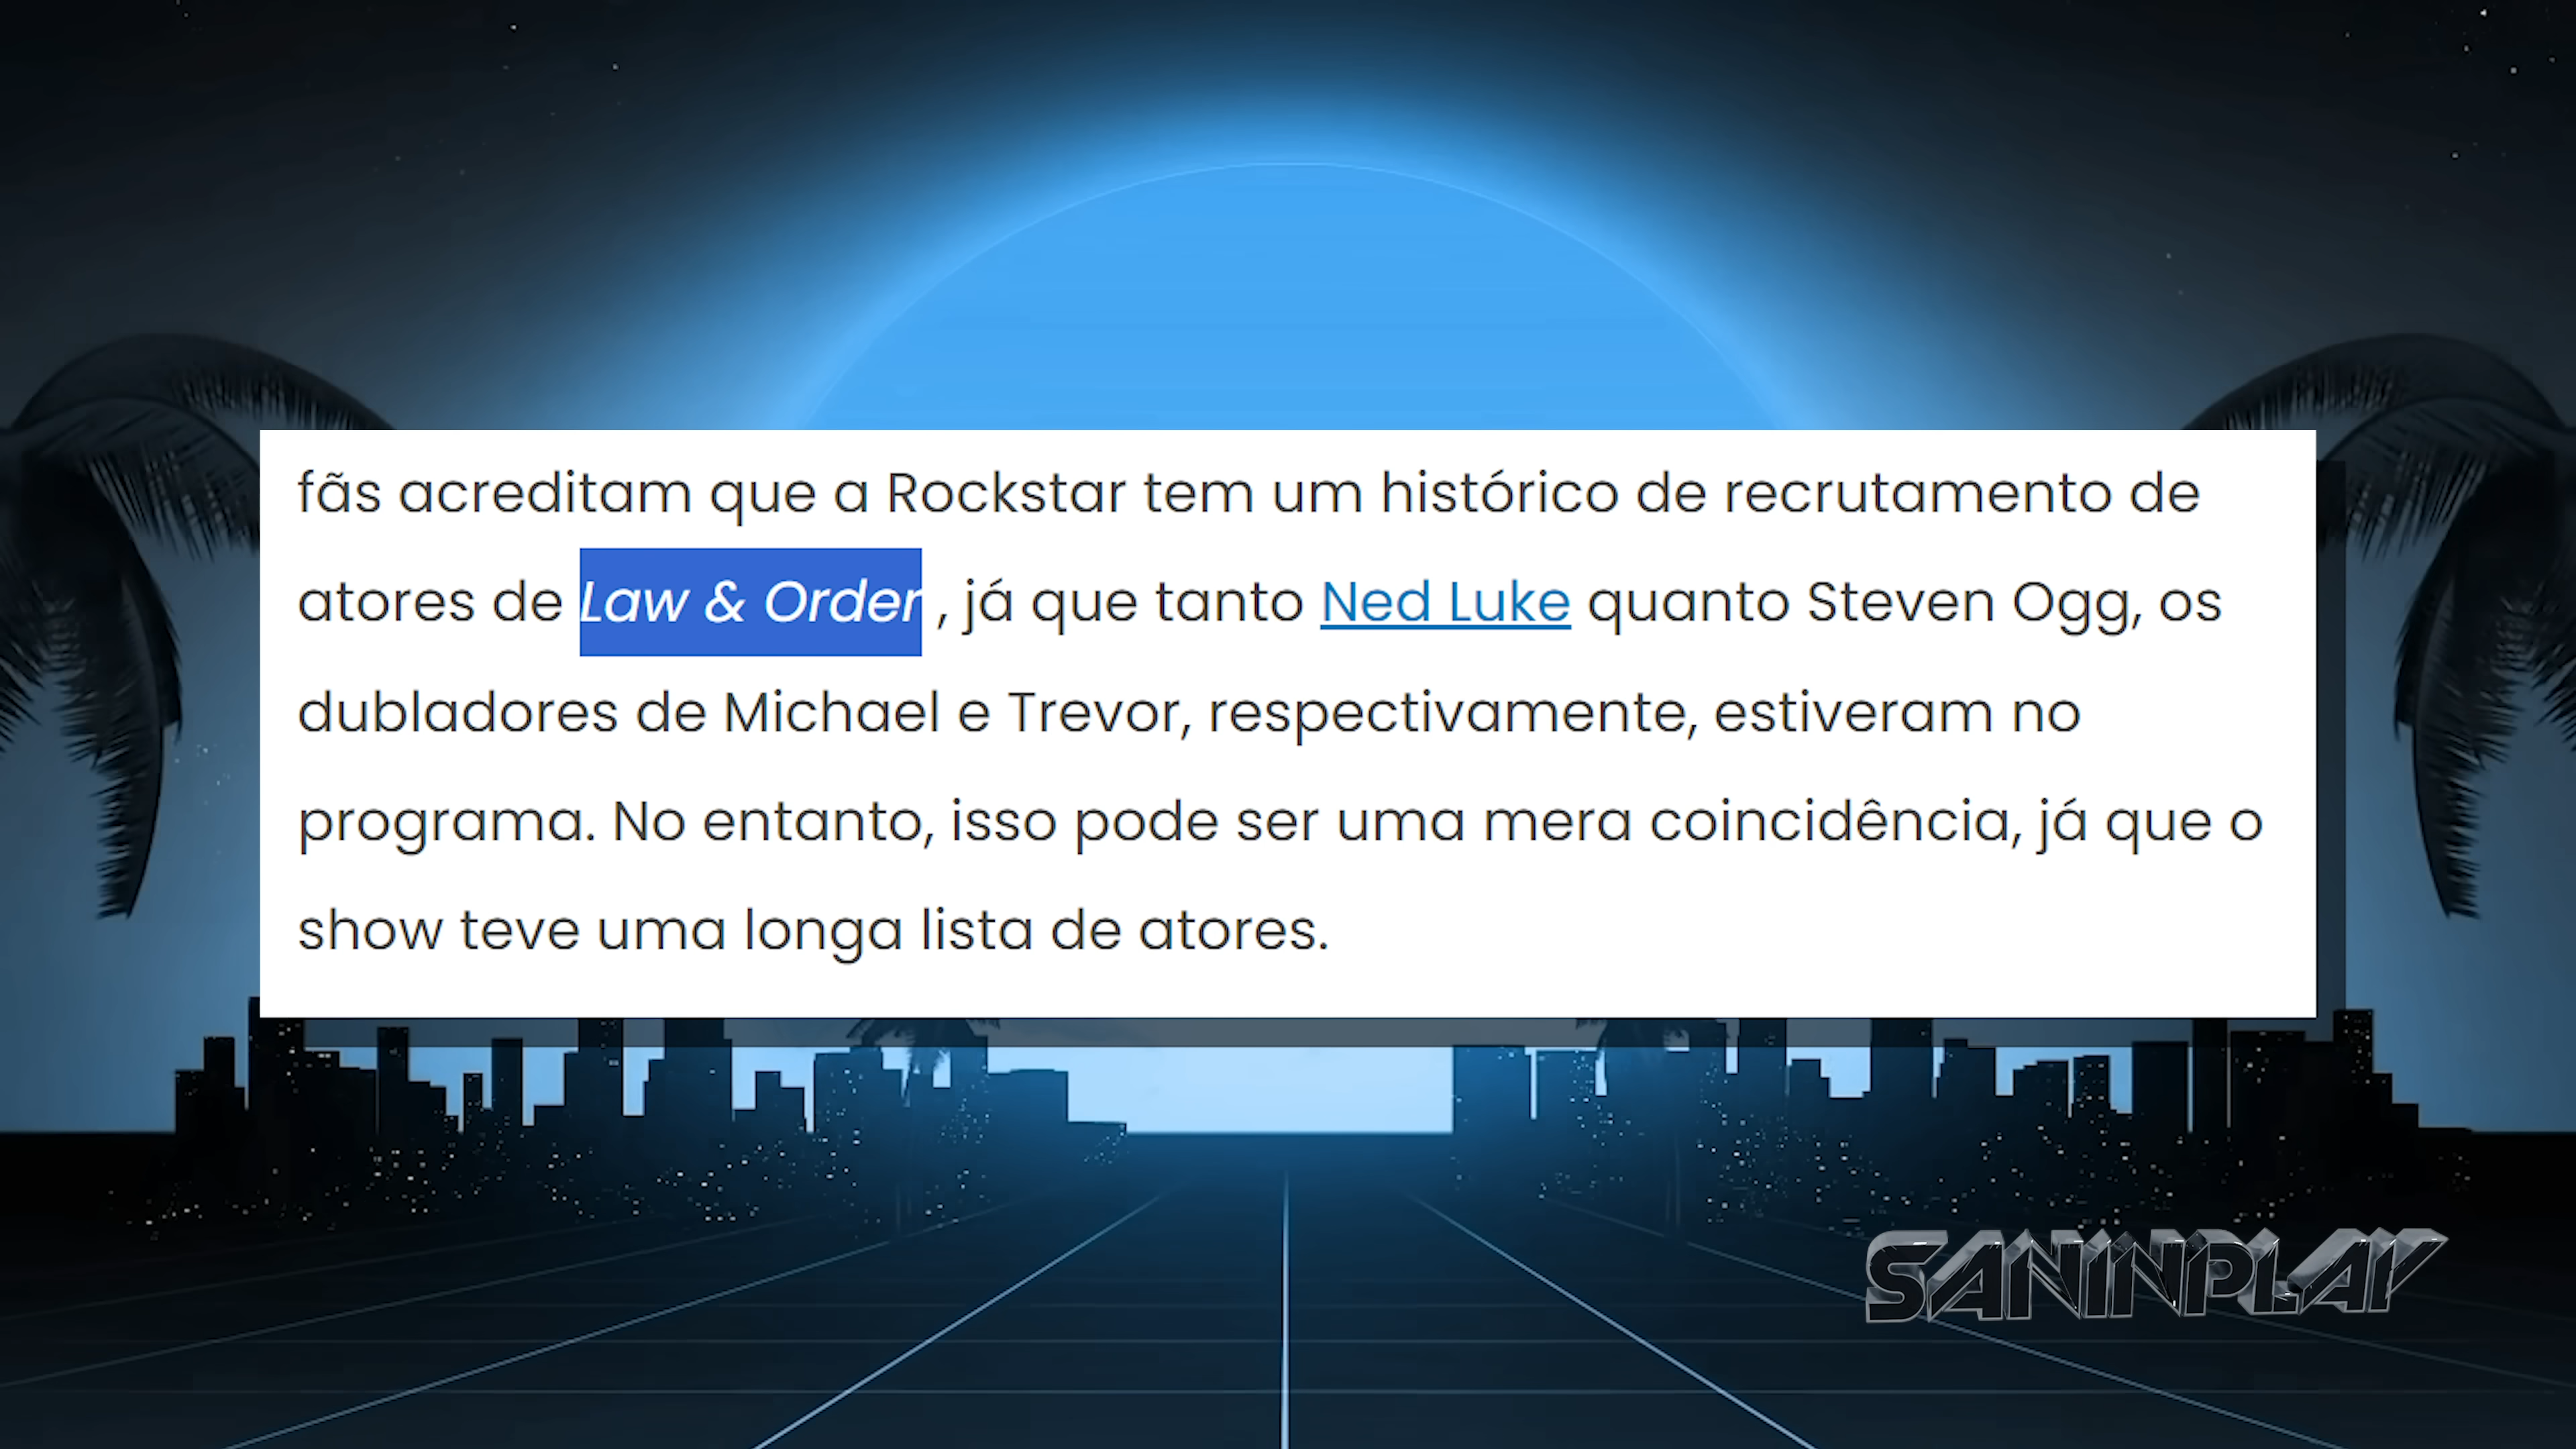 fãs acreditam que a Rockstar tem um histórico de recrutamento de
atores de Law & Order , já que tanto Ned Luke quanto Steven Ogg, os
dubladores de Michael e Trevor, respectivamente, estiveram no
programa. No entanto, isso pode ser uma mera coincidência, já que o
show teve uma longa lista de atores.
SANINPLAY